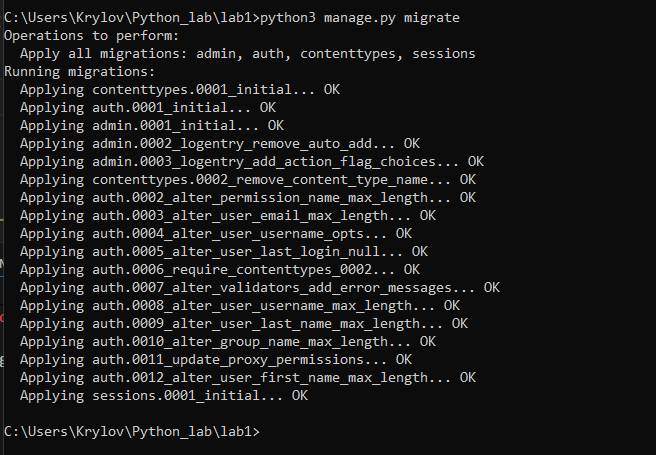 C:\Users\Krylov\Python_lab\lab1>python3 manage.py migrate
Operations to perform:
  Apply all migrations: admin, auth, contenttypes, sessions
Running migrations:
  Applying contenttypes.0001_initial... OK
  Applying auth.0001_initial... OK
  Applying admin.0001_initial... OK
  Applying admin.0002_logentry_remove_auto_add... OK
  Applying admin.0003_logentry_add_action_flag_choices... OK
  Applying contenttypes.0002_remove_content_type_name... OK
  Applying auth.0002_alter_permission_name_max_length... OK
  Applying auth.0003_alter_user_email_max_length... OK
  Applying auth.0004_alter_user_username_opts... OK
  Applying auth.0005_alter_user_last_login_null... OK
  Applying auth.0006_require_contenttypes_0002... OK
  Applying auth.0007_alter_validators_add_error_messages... OK
  Applying auth.0008_alter_user_username_max_length... OK
  Applying auth.0009_alter_user_last_name_max_length... OK
  Applying auth.0010_alter_group_name_max_length... OK
  Applying auth.0011_update_proxy_permissions... OK
  Applying auth.0012_alter_user_first_name_max_length... OK
  Applying sessions.0001_initial... OK
C:\Users\Krylov\Python_lab\lab1>